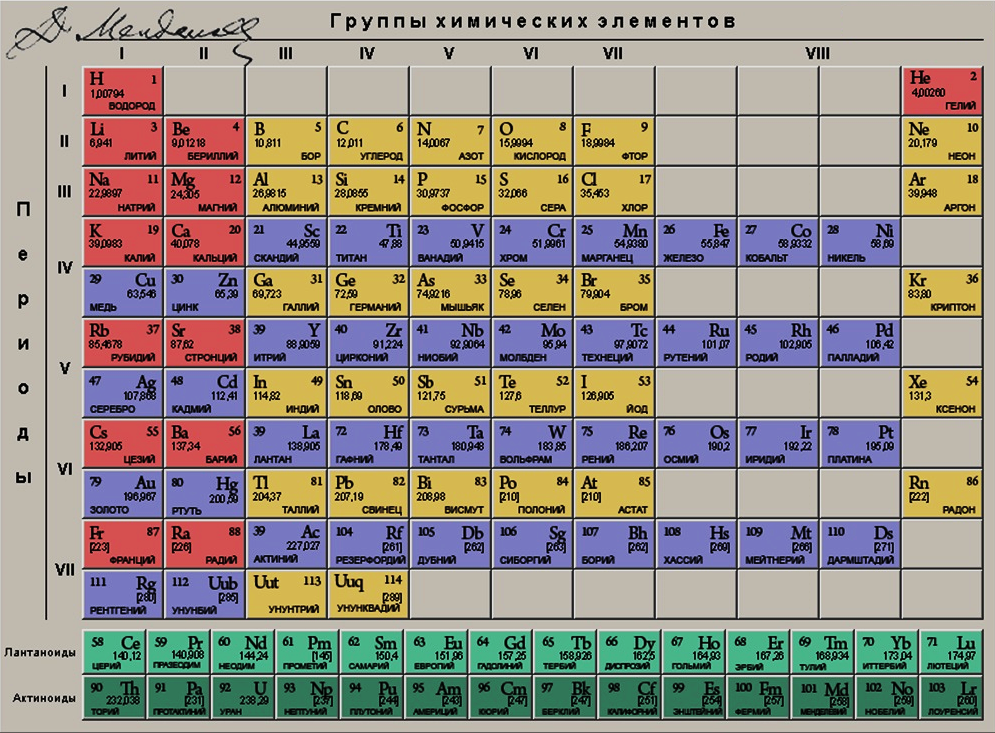 D. Mendeleev
Группы химических элементов
I II III IV V VI VII VIII
Периоды
I
H 1 He 2
1,00794 4,00260
ВОДОРОД ГЕЛИЙ
II
Li 3 Be 4 B 5 C 6 N 7 O 8 F 9 Ne 10
6,941 9,01218 10,811 12,011 14,0067 15,9994 18,9984 20,179
ЛИТИЙ БЕРИЛЛИЙ БОР УГЛЕРОД АЗОТ КИСЛОРОД ФТОР НЕОН
III
Na 11 Mg 12 Al 13 Si 14 P 15 S 16 Cl 17 Ar 18
22,9897 24,305 26,9815 28,0855 30,9737 32,066 35,453 39,948
НАТРИЙ МАГНИЙ АЛЮМИНИЙ КРЕМНИЙ ФОСФОР СЕРА ХЛОР АРГОН
IV
K 19 Ca 20 21 Sc 22 Ti 23 V 24 Cr 25 Mn 26 Fe 27 Co 28 Ni
39,0983 40,078 44,9559 47,88 50,9415 51,9961 54,9380 55,847 58,9332 58,69
КАЛИЙ КАЛЬЦИЙ СКАНДИЙ ТИТАН ВАНАДИЙ ХРОМ МАРГАНЕЦ ЖЕЛЕЗО КОБАЛЬТ НИКЕЛЬ
29 Cu 30 Zn Ga 31 Ge 32 As 33 Se 34 Br 35 Kr 36
63,546 65,39 69,723 72,59 74,9216 78,96 79,904 83,80
МЕДЬ ЦИНК ГАЛЛИЙ ГЕРМАНИЙ МЫШЬЯК СЕЛЕН БРОМ КРИПТОН
V
Rb 37 Sr 38 39 Y 40 Zr 41 Nb 42 Mo 43 Tc 44 Ru 45 Rh 46 Pd
85,4678 87,62 88,9059 91,224 92,9064 95,94 97,9072 101,07 102,905 106,42
РУБИДИЙ СТРОНЦИЙ ИТРИЙ ЦИРКОНИЙ НИОБИЙ МОЛБДЕН ТЕХНЕЦИЙ РУТЕНИЙ РОДИЙ ПАЛЛАДИЙ
47 Ag 48 Cd In 49 Sn 50 Sb 51 Te 52 I 53 Xe 54
107,868 112,41 114,82 118,69 121,75 127,6 126,905 131,3
СЕРЕБРО КАДМИЙ ИНДИЙ ОЛОВО СУРЬМА ТЕЛЛУР ЙОД КСЕНОН
VI
Cs 55 Ba 56 39 La 72 Hf 73 Ta 74 W 75 Re 76 Os 77 Ir 78 Pt
132,905 137,34 138,905 178,49 180,948 183,85 186,207 190,2 192,22 195,09
ЦЕЗИЙ БАРИЙ ЛАНТАН ГАФНИЙ ТАНТАЛ ВОЛЬФРАМ РЕНИЙ ОСМИЙ ИРИДИЙ ПЛАТИНА
79 Au 80 Hg Tl 81 Pb 82 Bi 83 Po 84 At 85 Rn 86
196,967 200,59 204,37 207,19 208,98 [210] [210] [222]
ЗОЛОТО РТУТЬ ТАЛЛИЙ СВИНЕЦ ВИСМУТ ПОЛОНИЙ АСТАТ РАДОН
VII
Fr 87 Ra 88 39 Ac 104 Rf 105 Db 106 Sg 107 Bh 108 Hs 109 Mt 110 Ds
[223] [226] 227,027 [261] [262] [263] [262] [269] [266] [271]
ФРАНЦИЙ РАДИЙ АКТИНИЙ РЕЗЕРФОРДИЙ ДУБНИЙ СИБОРГИЙ БОРИЙ ХАССИЙ МЕЙТНЕРИЙ ДАРМШТАДИЙ
111 Rg 112 Uub Uut 113 Uuq 114
[280] [285] [289]
РЕНТГЕНИЙ УНУНБИЙ УНУНТРИЙ УНУНКВАДИЙ
Лантаноиды
58 Ce 59 Pr 60 Nd 61 Pm 62 Sm 63 Eu 64 Gd 65 Tb 66 Dy 67 Ho 68 Er 69 Tm 70 Yb 71 Lu
140,12 140,908 144,24 [145] 150,4 151,96 157,25 158,926 162,5 164,93 167,26 168,934 173,04 174,97
ЦЕРИЙ ПРАЗЕОДИМ НЕОДИМ ПРОМЕТИЙ САМАРИЙ ЕВРОПИЙ ГАДОЛИНИЙ ТЕРБИЙ ДИСПРОЗИЙ ГОЛЬМИЙ ЭРБИЙ ТУЛИЙ ИТТЕРБИЙ ЛЮТЕЦИЙ
Актиноиды
90 Th 91 Pa 92 U 93 Np 94 Pu 95 Am 96 Cm 97 Bk 98 Cf 99 Es 100 Fm 101 Md 102 No 103 Lr
232,038 [231] 238,29 [237] [244] [243] [247] [247] [251] [254] [257] [258] [259] [260]
ТОРИЙ ПРОТАКТИНИЙ УРАН НЕПТУНИЙ ПЛУТОНИЙ АМЕРИЦИЙ КЮРИЙ БЕРКЛИЙ КАЛИФОРНИЙ ЭНШТЕЙНИЙ ФЕРМИЙ МЕНДЕЛЕВИЙ НОБЕЛИЙ ЛОУРЕНСИЙ